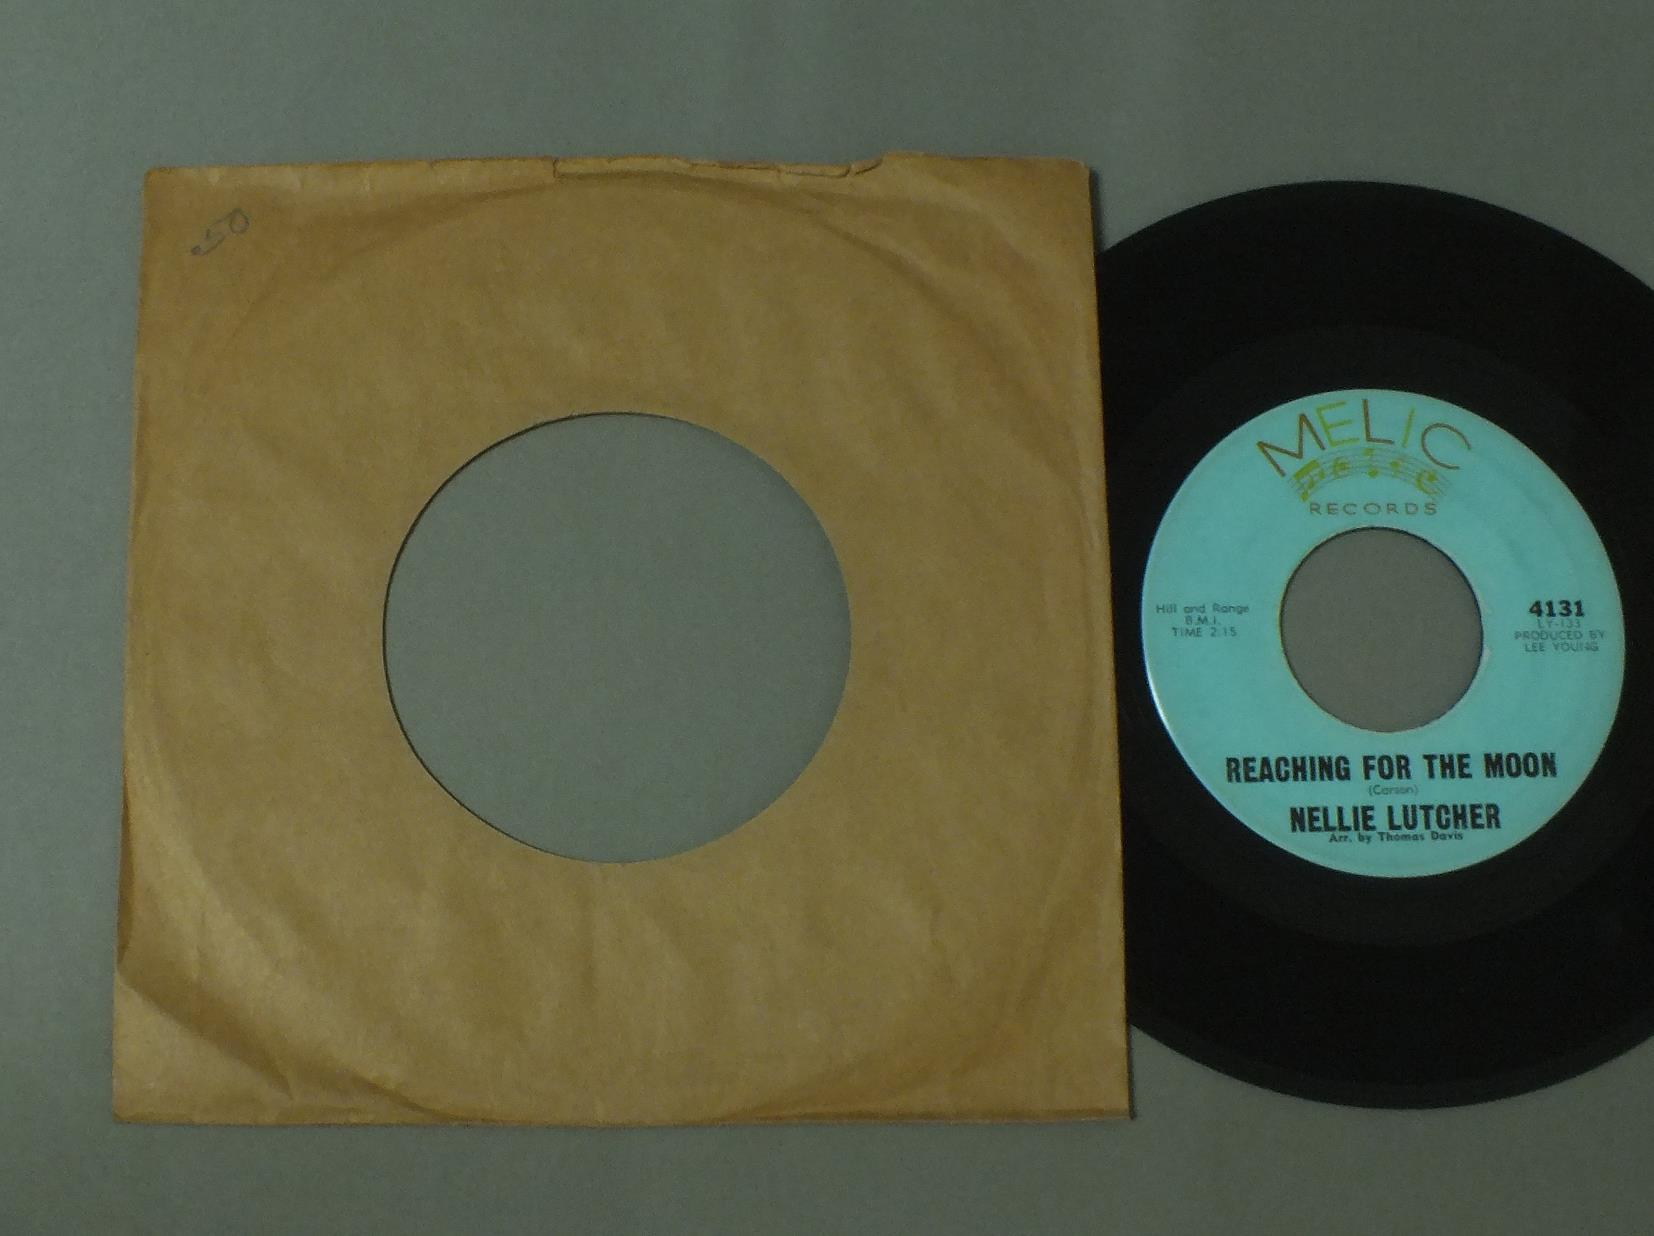 50
MELIC
RECORDS
Hill and Range
B.M.I.
TIME 2:15
4131
LY-133
PRODUCED BY
LEE YOUNG
REACHING FOR THE MOON
(Carson)
NELLIE LUTCHER
Arr. by Thomas Davis